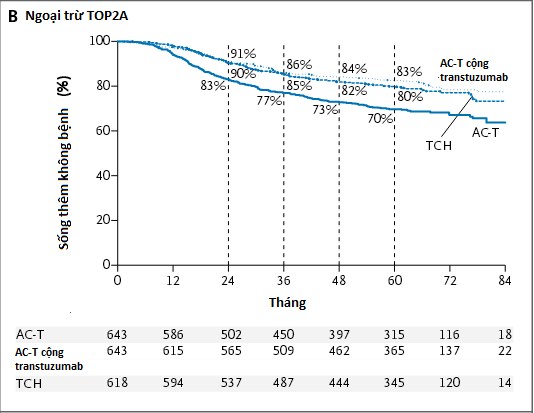 B Ngoại trừ TOP2A
Sống thêm không bệnh (%)
100
80
60
40
20
0
91%
86%
84%
83%
90%
85%
82%
80%
83%
77%
73%
70%
AC-T cộng
transtuzumab
TCH
AC-T
0 12 24 36 48 60 72 84
Tháng
AC-T 643 586 502 450 397 315 116 18
AC-T cộng
transtuzumab
643 615 565 509 462 365 137 22
TCH 618 594 537 487 444 345 120 14